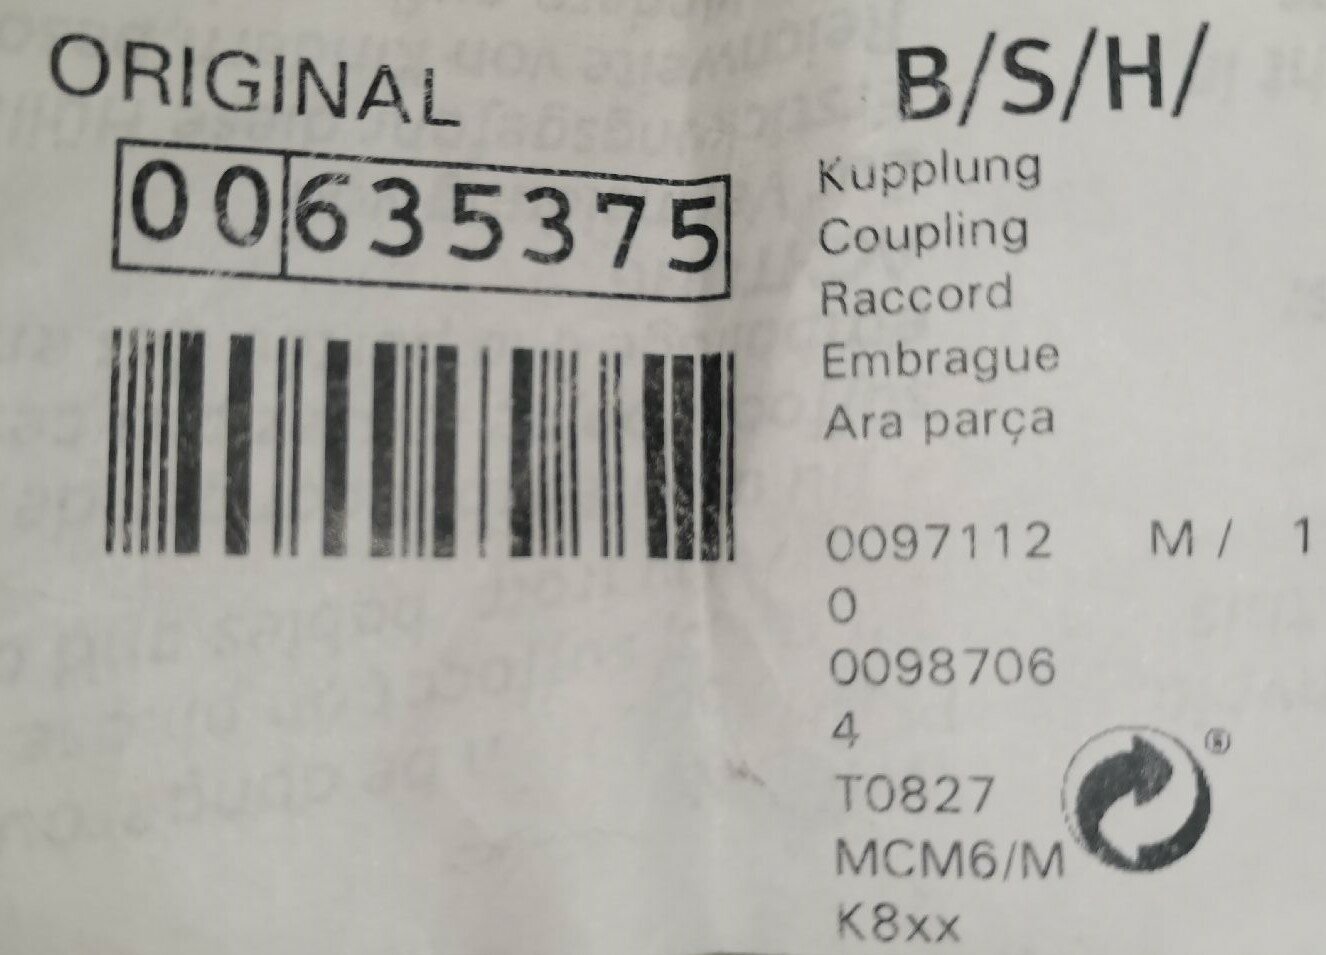 ORIGINAL
00635375
B/S/H/
Kupplung
Coupling
Raccord
Embrague
Ara parça
0097112 M / 1
0
0098706
4
T0827
MCM6/M
K8xx
®